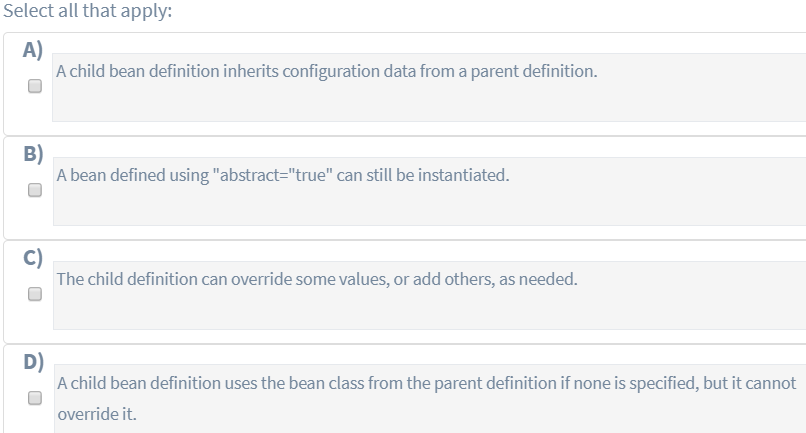 Select all that apply:
A)
A child bean definition inherits configuration data from a parent definition.
B)
A bean defined using "abstract="true" can still be instantiated.
C)
The child definition can override some values, or add others, as needed.
D)
A child bean definition uses the bean class from the parent definition if none is specified, but it cannot
override it.